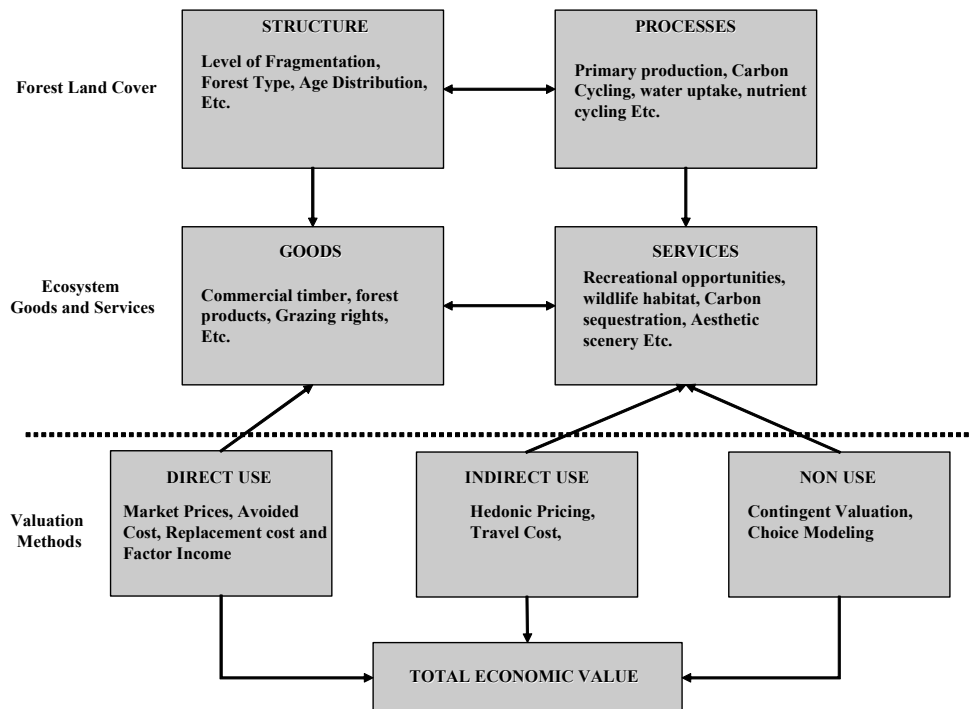 STRUCTURE
Level of Fragmentation,
Forest Type, Age Distribution,
Etc.
PROCESSES
Primary production, Carbon
Cycling, water uptake, nutrient
cycling Etc.
Forest Land Cover
GOODS
Commercial timber, forest
products, Grazing rights,
Etc.
SERVICES
Recreational opportunities,
wildlife habitat, Carbon
sequestration, Aesthetic
scenery Etc.
Ecosystem
Goods and Services
DIRECT USE
Market Prices, Avoided
Cost, Replacement cost and
Factor Income
INDIRECT USE
Hedonic Pricing,
Travel Cost,
NON USE
Contingent Valuation,
Choice Modeling
Valuation
Methods
TOTAL ECONOMIC VALUE